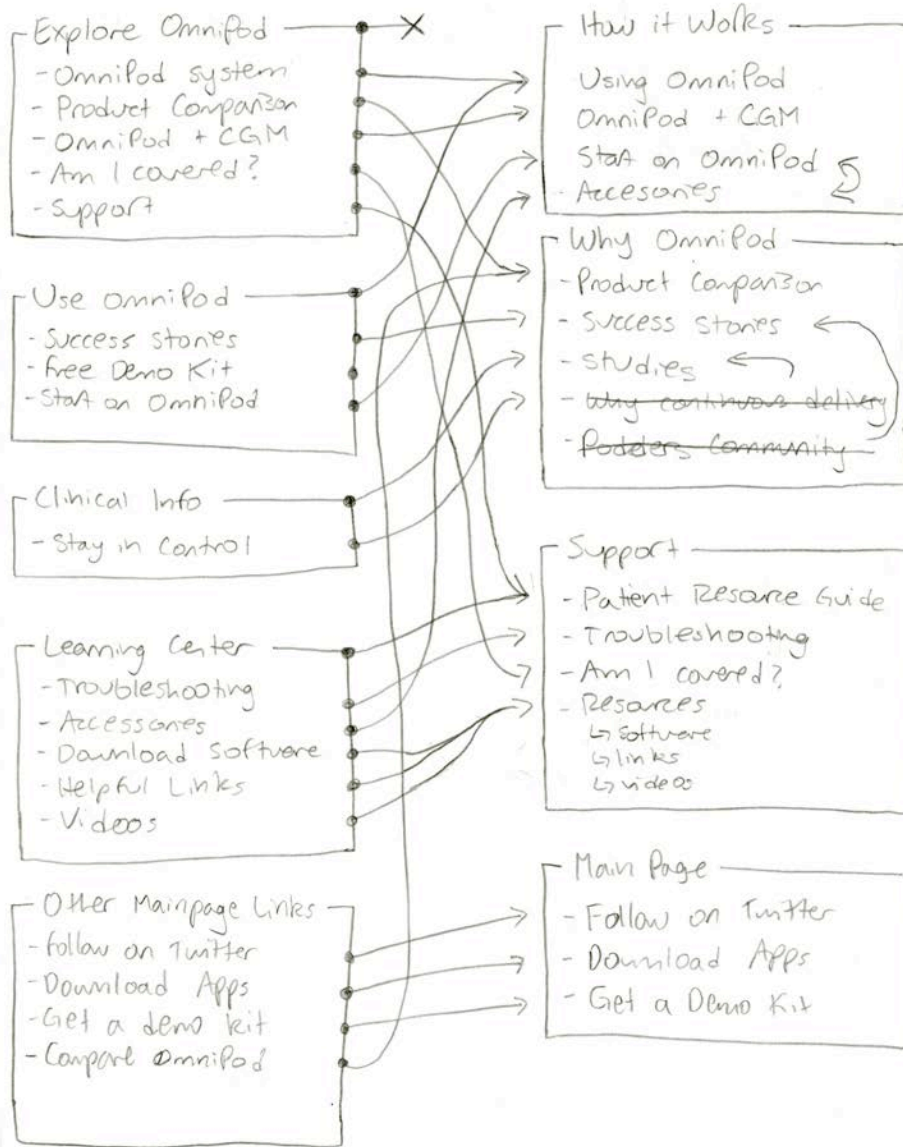 Explore OmniPod
- OmniPod system
- Product Comparison
- OmniPod + CGM
- Am I covered?
- Support
Use OmniPod
- Success Stories
- Free Demo Kit
- Start on OmniPod
Clinical Info
- Stay in Control
Learning Center
- Troubleshooting
- Accessories
- Download Software
- Helpful Links
- Videos
Other Mainpage Links
- Follow on Twitter
- Download Apps
- Get a demo kit
- Compare OmniPod
How it Works
Using OmniPod
OmniPod + CGM
Start on OmniPod
- Accesories
Why OmniPod
- Product Comparison
- Success Stories
- Studies
- Why continuous delivery
- Podders Community
Support
- Patient Resource Guide
- Troubleshooting
- Am I covered?
- Resources
↳ Software
↳ links
↳ videos
Main Page
- Follow on Twitter
- Download Apps
- Get a Demo Kit